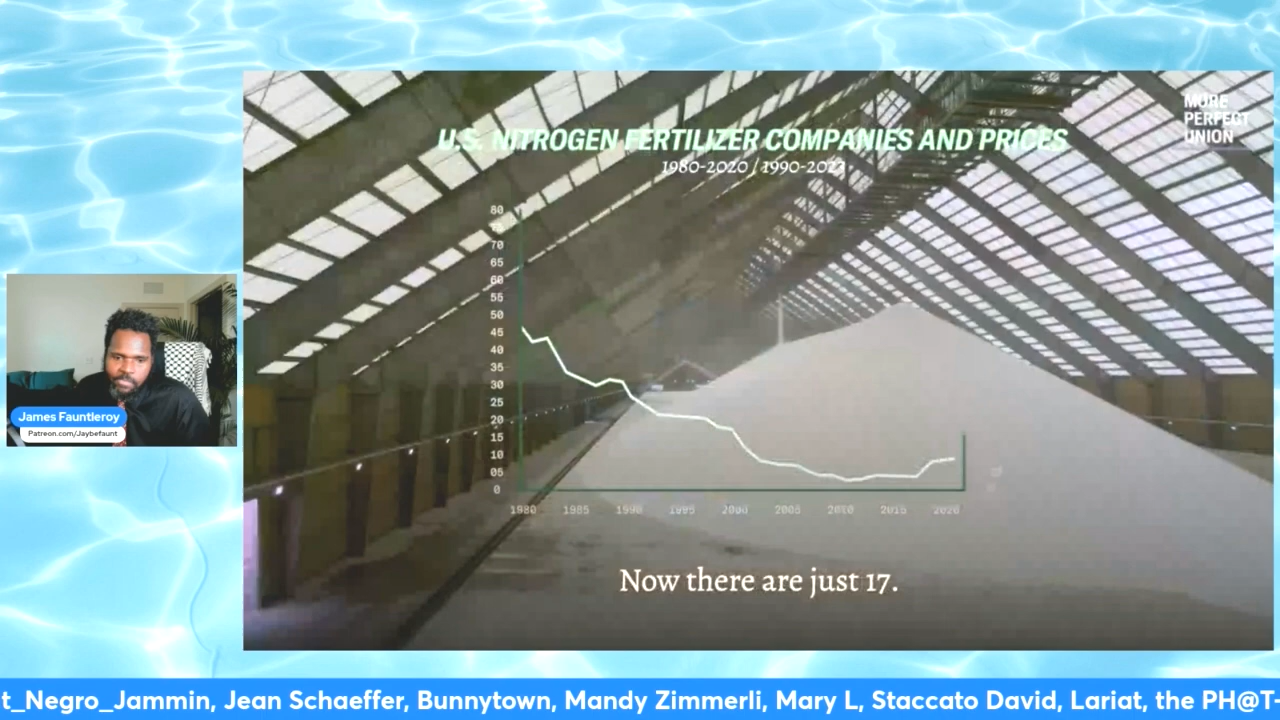 MORE
PERFECT
UNION
U.S. NITROGEN FERTILIZER COMPANIES AND PRICES
1980-2020 / 1990-2023
80
75
70
65
60
55
50
45
40
35
30
25
20
15
10
05
0
1980 1985 1990 1995 2000 2005 2010 2015 2020
Now there are just 17.
James Fauntleroy
Patreon.com/Jaybefaunt
t_Negro_Jammin, Jean Schaeffer, Bunnytown, Mandy Zimmerli, Mary L, Staccato David, Lariat, the PH@T-